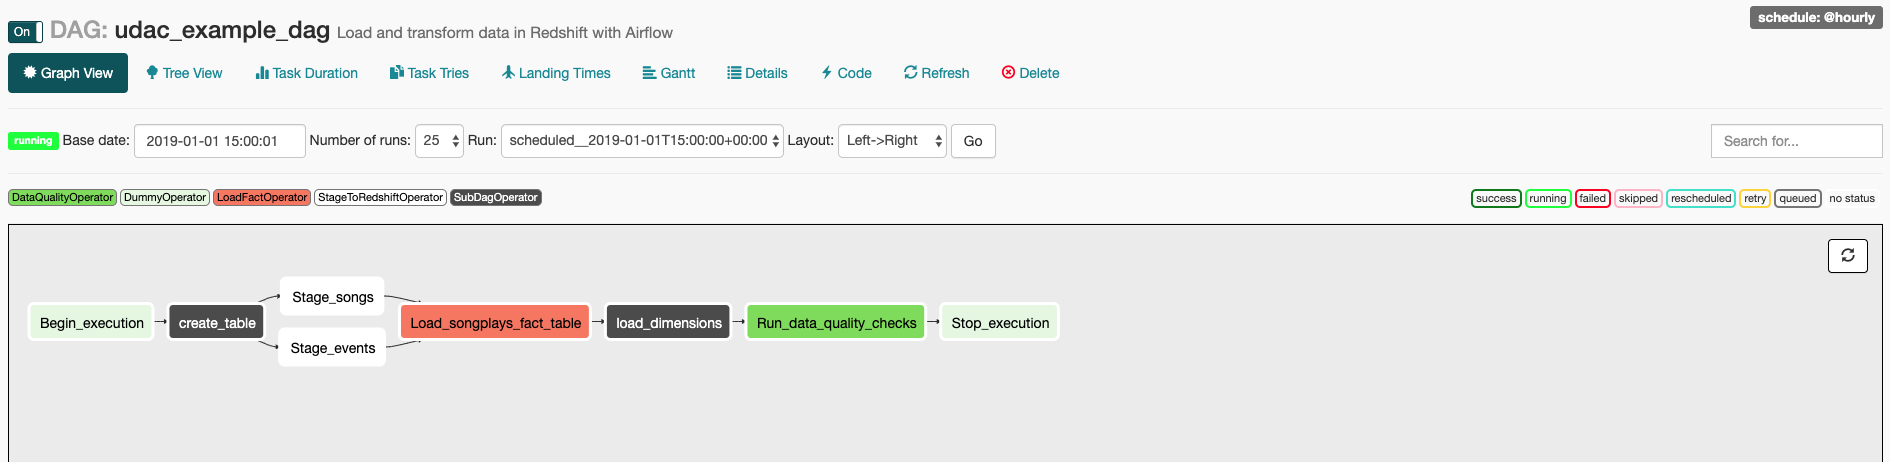 schedule: @hourly
On DAG: udac_example_dag Load and transform data in Redshift with Airflow
Graph View Tree View Task Duration Task Tries Landing Times Gantt Details Code Refresh Delete
running Base date: 2019-01-01 15:00:01 Number of runs: 25 Run: scheduled__2019-01-01T15:00:00+00:00 Layout: Left->Right Go Search for...
DataQualityOperator DummyOperator LoadFactOperator StageToRedshiftOperator SubDagOperator success running failed skipped rescheduled retry queued no status
Stage_songs
Begin_execution create_table Load_songplays_fact_table load_dimensions Run_data_quality_checks Stop_execution
Stage_events